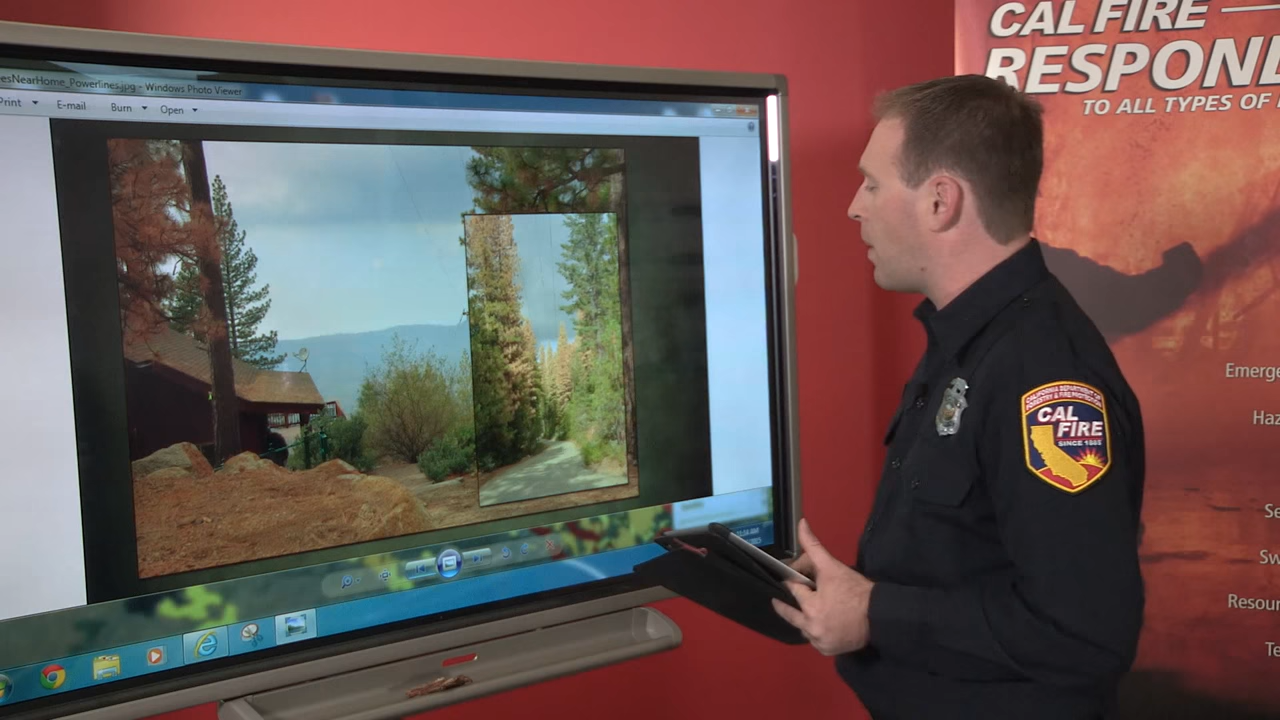 esNearHome_Powerlines.jpg - Windows Photo Viewer
Print E-mail Burn Open
CAL FIRE
RESPOND
TO ALL TYPES OF
CALIFORNIA DEPARTMENT OF
FORESTRY & FIRE PROTECTION
CAL
FIRE
SINCE 1885
Emerge
Haz
Se
Sw
Resour
Te